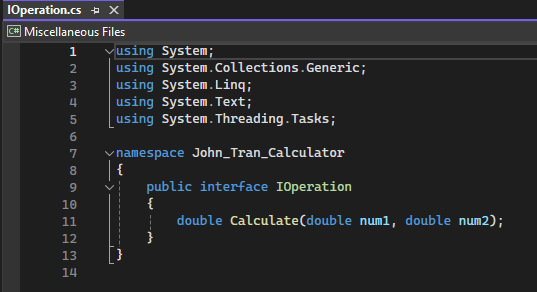 IOperation.cs
C# Miscellaneous Files
1 using System;
2 using System.Collections.Generic;
3 using System.Linq;
4 using System.Text;
5 using System.Threading.Tasks;
6
7 namespace John_Tran_Calculator
8 {
9 public interface IOperation
10 {
11 double Calculate(double num1, double num2);
12 }
13 }
14